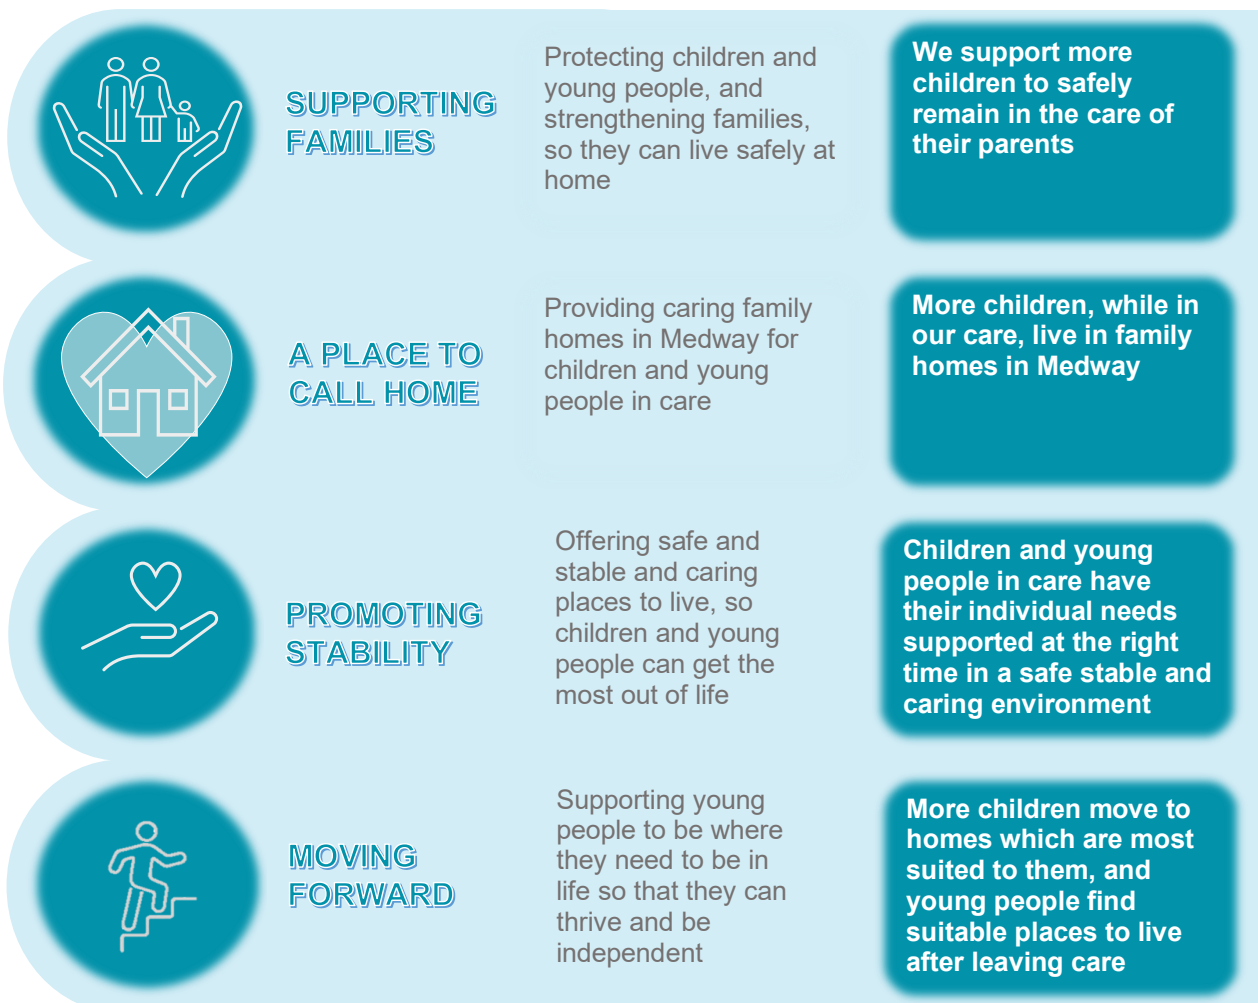 SUPPORTING
FAMILIES
Protecting children and
young people, and
strengthening families,
so they can live safely at
home
We support more
children to safely
remain in the care of
their parents
A PLACE TO
CALL HOME
Providing caring family
homes in Medway for
children and young
people in care
More children, while in
our care, live in family
homes in Medway
PROMOTING
STABILITY
Offering safe and
stable and caring
places to live, so
children and young
people can get the
most out of life
Children and young
people in care have
their individual needs
supported at the right
time in a safe stable and
caring environment
MOVING
FORWARD
Supporting young
people to be where
they need to be in
life so that they can
thrive and be
independent
More children move to
homes which are most
suited to them, and
young people find
suitable places to live
after leaving care